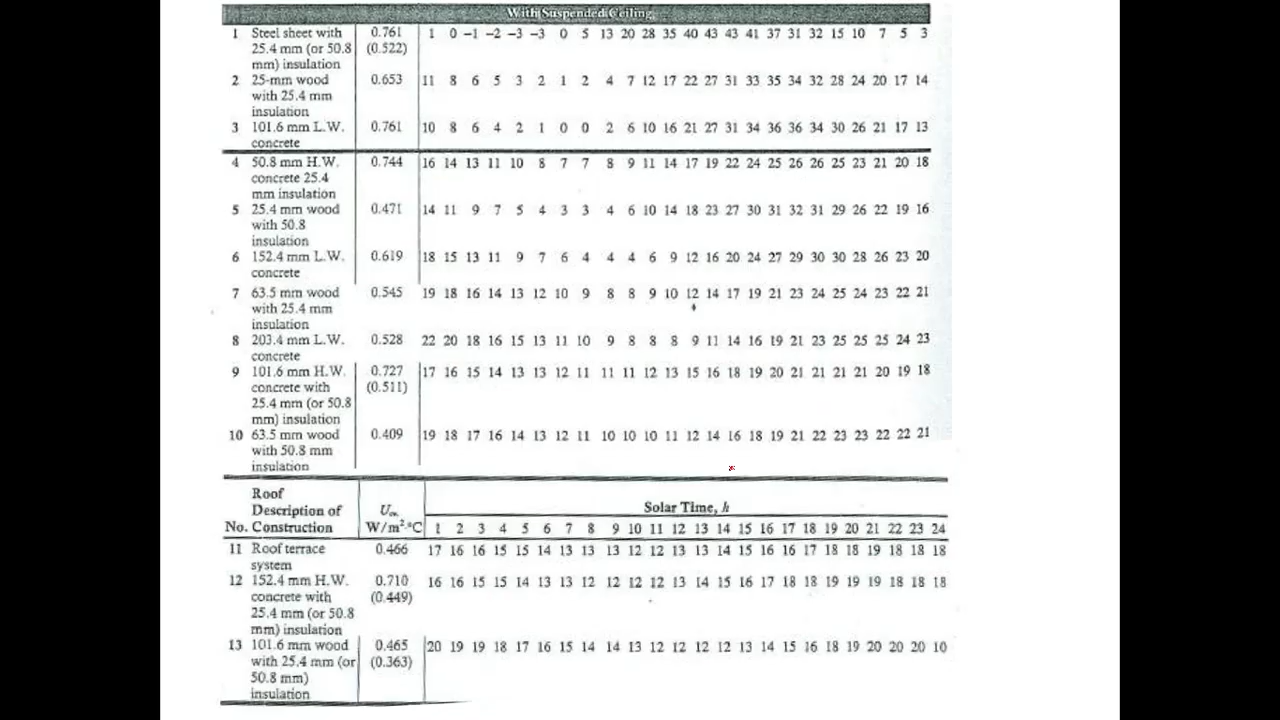 With Suspended Ceiling
1 Steel sheet with 0.761 1 0 -1 -2 -3 -3 0 5 13 20 28 35 40 43 43 41 37 31 32 15 10 7 5 3
25.4 mm (or 50.8 (0.522)
mm) insulation
2 25-mm wood 0.653 11 8 6 5 3 2 1 2 4 7 12 17 22 27 31 33 35 34 32 28 24 20 17 14
with 25.4 mm
insulation
3 101.6 mm L.W. 0.761 10 8 6 4 2 1 0 0 2 6 10 16 21 27 31 34 36 36 34 30 26 21 17 13
concrete
4 50.8 mm H.W. 0.744 16 14 13 11 10 8 7 7 8 9 11 14 17 19 22 24 25 26 26 25 23 21 20 18
concrete 25.4
mm insulation
5 25.4 mm wood 0.471 14 11 9 7 5 4 3 3 4 6 10 14 18 23 27 30 31 32 31 29 26 22 19 16
with 50.8
insulation
6 152.4 mm L.W. 0.619 18 15 13 11 9 7 6 4 4 4 6 9 12 16 20 24 27 29 30 30 28 26 23 20
concrete
7 63.5 mm wood 0.545 19 18 16 14 13 12 10 9 8 8 9 10 12 14 17 19 21 23 24 25 24 23 22 21
with 25.4 mm
insulation
8 203.4 mm L.W. 0.528 22 20 18 16 15 13 11 10 9 8 8 8 9 11 14 16 19 21 23 25 25 25 24 23
concrete
9 101.6 mm H.W. 0.727 17 16 15 14 13 13 12 11 11 11 12 13 15 16 18 19 20 21 21 21 21 20 19 18
concrete with (0.511)
25.4 mm (or 50.8
mm) insulation
10 63.5 mm wood 0.409 19 18 17 16 14 13 12 11 10 10 10 11 12 14 16 18 19 21 22 23 23 22 22 21
with 50.8 mm
insulation
Roof
Description of Solar Time, h
No. Construction W/m²·°C 1 2 3 4 5 6 7 8 9 10 11 12 13 14 15 16 17 18 19 20 21 22 23 24
11 Roof terrace 0.466 17 16 16 15 15 14 13 13 13 12 12 12 13 13 14 15 16 16 17 18 18 19 18 18 18
system
12 152.4 mm H.W. 0.710 16 16 15 15 14 13 13 12 12 12 12 13 14 15 16 17 18 18 19 19 19 18 18 18
concrete with (0.449)
25.4 mm (or 50.8
mm) insulation
13 101.6 mm wood 0.465 20 19 19 18 17 16 15 14 14 13 12 12 12 12 13 14 15 16 18 19 20 20 20 10
with 25.4 mm (or (0.363)
50.8 mm)
insulation